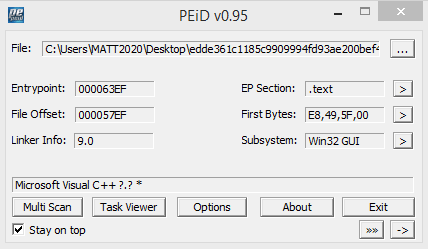 PEiD v0.95
File: C:\Users\MATT2020\Desktop\edde361c1185c9909994fd93ae200bef4 ...
Entrypoint: 000063EF EP Section: .text >
File Offset: 000057EF First Bytes: E8,49,5F,00 >
Linker Info: 9.0 Subsystem: Win32 GUI >
Microsoft Visual C++ ?.? *
Multi Scan Task Viewer Options About Exit
Stay on top »» ->